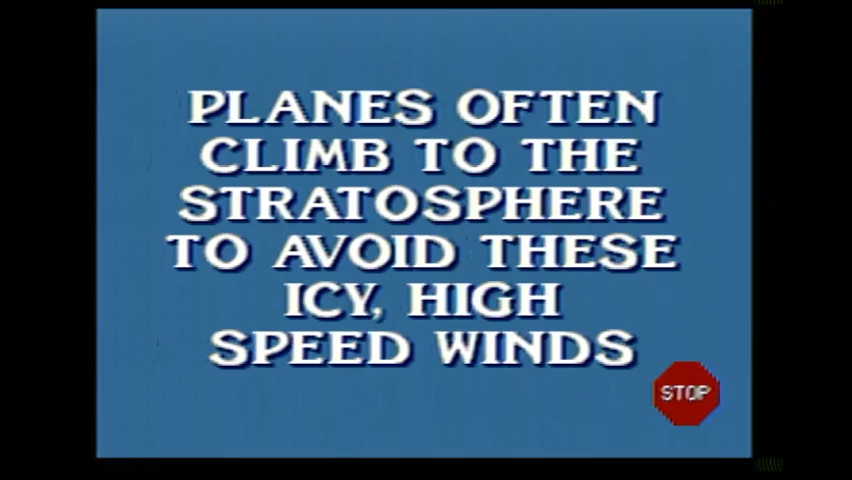 PLANES OFTEN
CLIMB TO THE
STRATOSPHERE
TO AVOID THESE
ICY, HIGH
SPEED WINDS
STOP